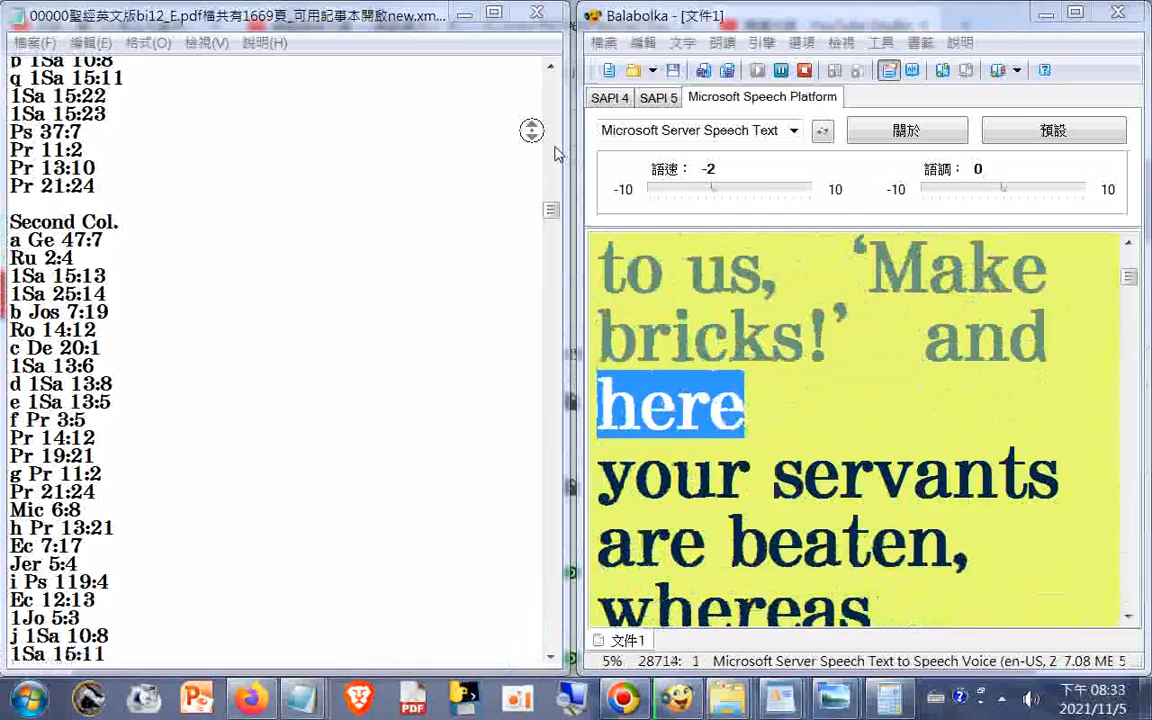 00000聖經英文版bi12_E.pdf檔共有1669頁_可用記事本開啟new.xm...
檔案(F) 編輯(E) 格式(O) 檢視(V) 說明(H)
p 1Sa 10:8
q 1Sa 15:11
1Sa 15:22
1Sa 15:23
Ps 37:7
Pr 11:2
Pr 13:10
Pr 21:24
Second Col.
a Ge 47:7
Ru 2:4
1Sa 15:13
1Sa 25:14
b Jos 7:19
Ro 14:12
c De 20:1
1Sa 13:6
d 1Sa 13:8
e 1Sa 13:5
f Pr 3:5
Pr 14:12
Pr 19:21
g Pr 11:2
Pr 21:24
Mic 6:8
h Pr 13:21
Ec 7:17
Jer 5:4
i Ps 119:4
Ec 12:13
1Jo 5:3
j 1Sa 10:8
1Sa 15:11
Balabolka - [文件1]
檔案 編輯 文字 朗讀 引擎 選項 檢視 工具 書籤 說明
SAPI 4 SAPI 5 Microsoft Speech Platform
Microsoft Server Speech Text 關於 預設
語速： -2 語調： 0
-10 10 -10 10
to us, ‘Make
bricks!’ and
here
your servants
are beaten,
whereas
文件1
5% 28714: 1 Microsoft Server Speech Text to Speech Voice (en-US, 2 7.08 MB 5
PDF
下午 08:33
2021/11/5